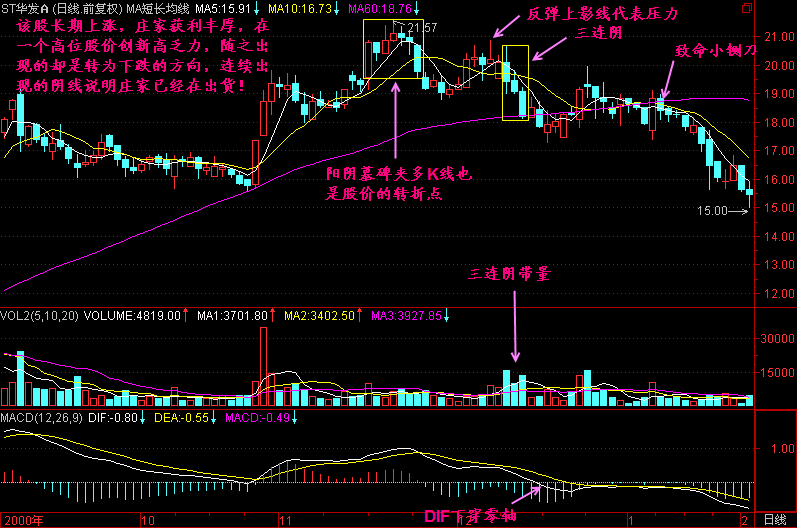 ST华发 (日线.前复权) MA短长均线 MA5:15.91↓ MA10:16.73↓ MA60:18.76↓
该股长期上涨，庄家获利丰厚，在
一个高位股价创新高乏力，随之出
现的却是转为下跌的方向，连续出
现的阴线说明庄家已经在出货！
21.57
反弹上影线代表压力
三连阴
致命小铡刀
阳阴墓碑夹多K线也
是股价的转折点
15.00
21.00
20.00
19.00
18.00
17.00
16.00
15.00
14.00
13.00
12.00
三连阴带量
VOL2(5,10,20) VOLUME:4819.00↑ MA1:3701.80↑ MA2:3402.50↑ MA3:3927.85↓
30000
15000
MACD(12,26,9) DIF:-0.80↓ DEA:-0.55↓ MACD:-0.49↓
1.00
0.00
DIF下穿零轴
2000年 10 11 12 1 2 日线